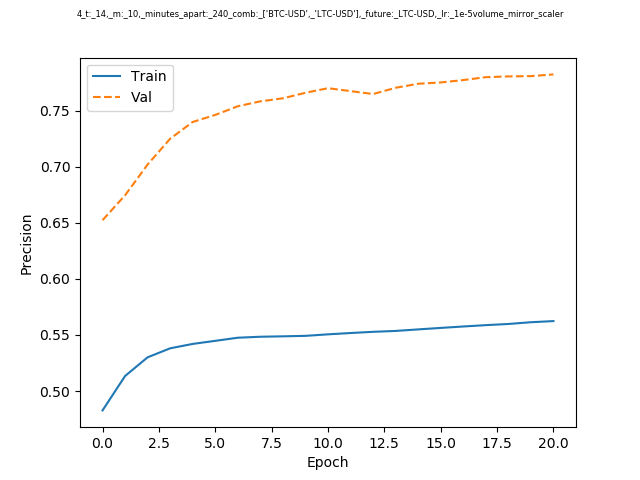 4_t:_14,_m:_10,_minutes_apart:_240_comb:_['BTC-USD',_'LTC-USD'],_future:_LTC-USD,_lr:_1e-5volume_mirror_scaler
Train
Val
0.75
0.70
0.65
0.60
0.55
0.50
Precision
0.0 2.5 5.0 7.5 10.0 12.5 15.0 17.5 20.0
Epoch